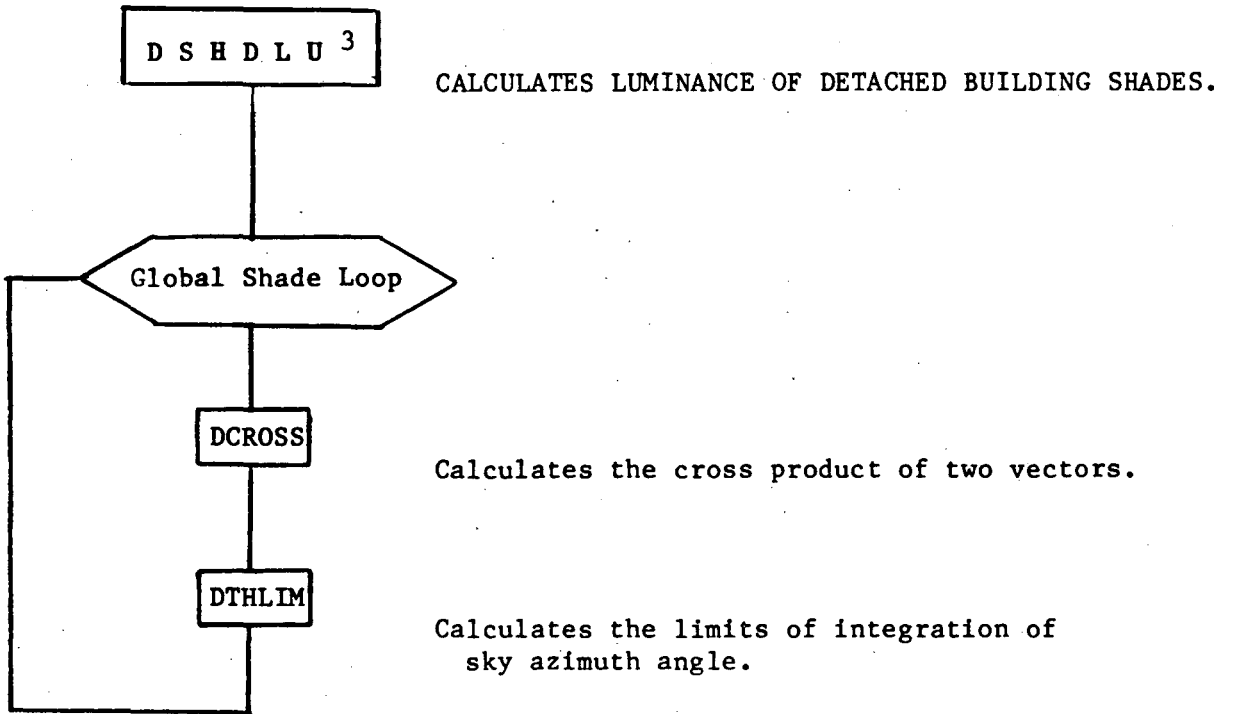 D S H D L U 3
CALCULATES LUMINANCE OF DETACHED BUILDING SHADES.
Global Shade Loop
DCROSS
Calculates the cross product of two vectors.
DTHLIM
Calculates the limits of integration of
sky azimuth angle.